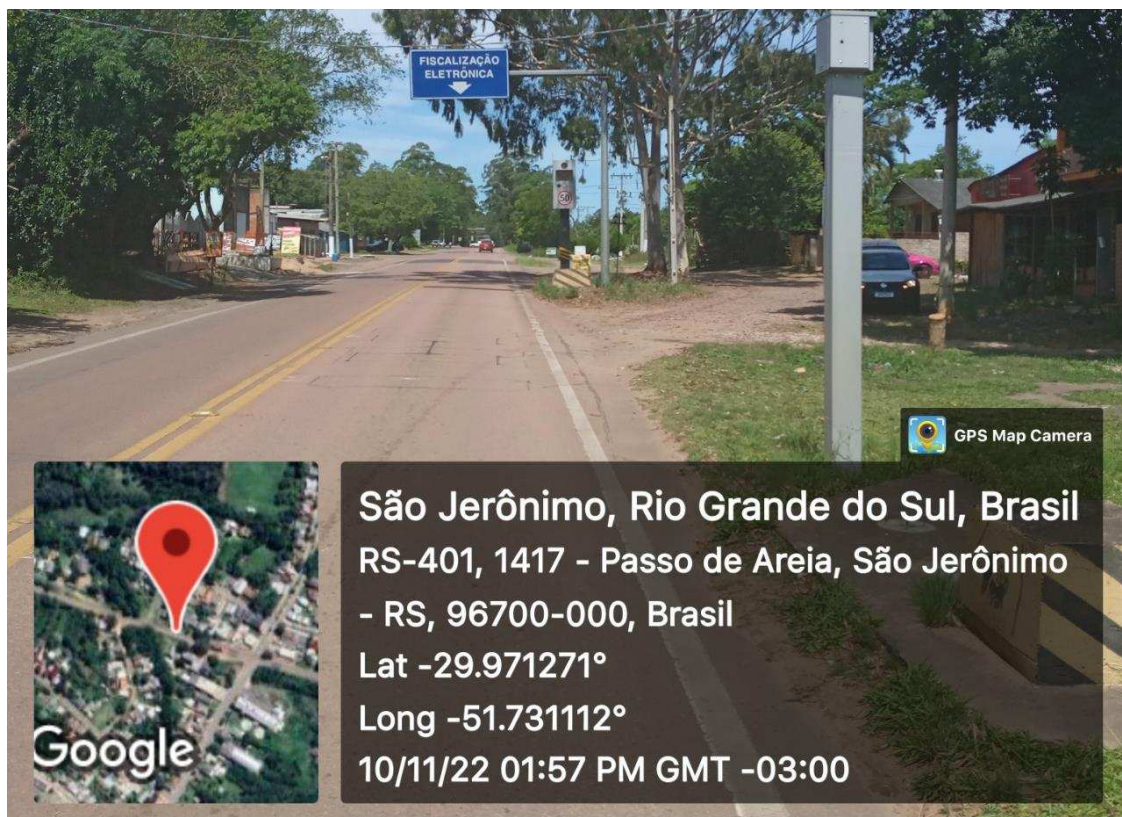 FISCALIZAÇÃO
ELETRÔNICA
50
GPS Map Camera
São Jerônimo, Rio Grande do Sul, Brasil
RS-401, 1417 - Passo de Areia, São Jerônimo
- RS, 96700-000, Brasil
Lat -29.971271°
Long -51.731112°
10/11/22 01:57 PM GMT -03:00
Google